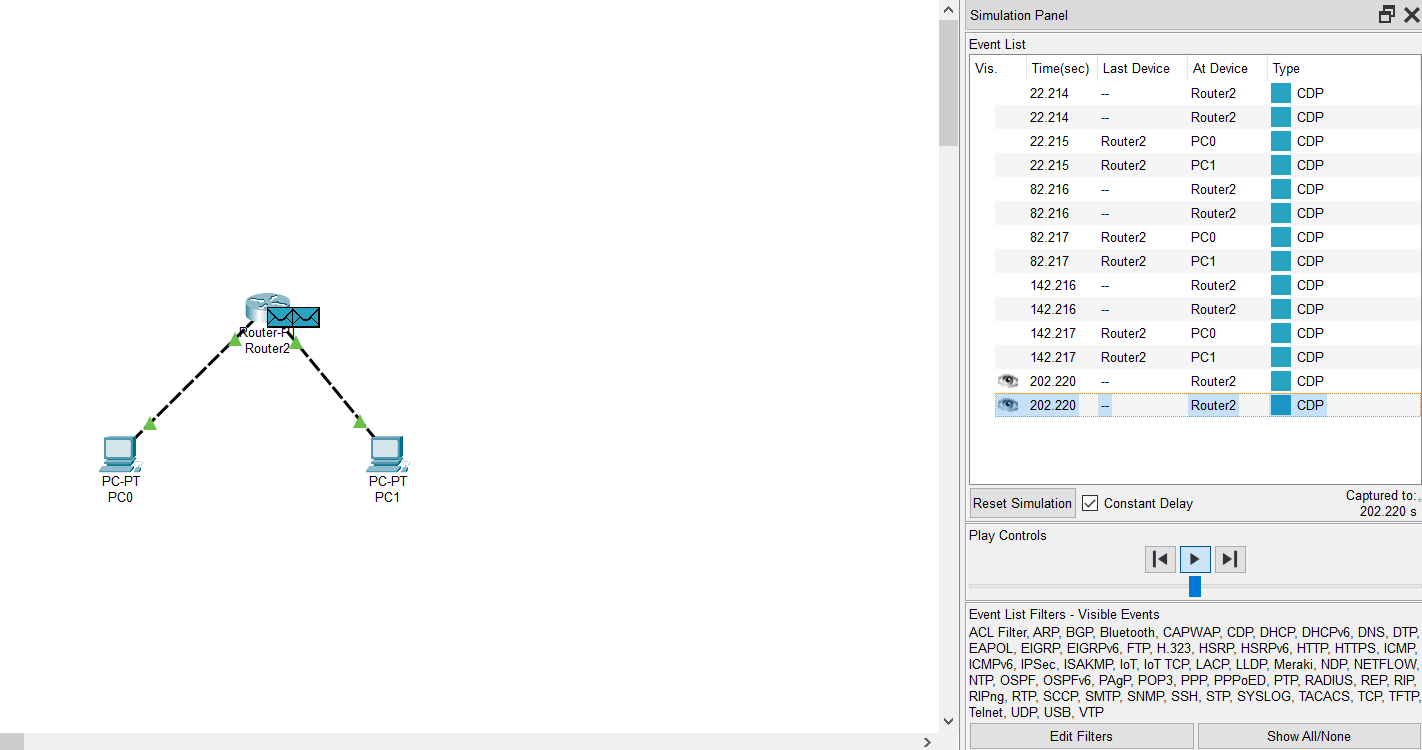 Simulation Panel
Event List
Vis. Time(sec) Last Device At Device Type
22.214 -- Router2 CDP
22.214 -- Router2 CDP
22.215 Router2 PC0 CDP
22.215 Router2 PC1 CDP
82.216 -- Router2 CDP
82.216 -- Router2 CDP
82.217 Router2 PC0 CDP
82.217 Router2 PC1 CDP
142.216 -- Router2 CDP
142.216 -- Router2 CDP
142.217 Router2 PC0 CDP
142.217 Router2 PC1 CDP
202.220 -- Router2 CDP
202.220 -- Router2 CDP
Router-P
Router2
PC-PT
PC0
PC-PT
PC1
Reset Simulation Constant Delay
Captured to:
202.220 s
Play Controls
Event List Filters - Visible Events
ACL Filter, ARP, BGP, Bluetooth, CAPWAP, CDP, DHCP, DHCPv6, DNS, DTP,
EAPOL, EIGRP, EIGRPv6, FTP, H.323, HSRP, HSRPv6, HTTP, HTTPS, ICMP,
ICMPv6, IPSec, ISAKMP, IoT, IoT TCP, LACP, LLDP, Meraki, NDP, NETFLOW,
NTP, OSPF, OSPFv6, PAgP, POP3, PPP, PPPoED, PTP, RADIUS, REP, RIP,
RIPng, RTP, SCCP, SMTP, SNMP, SSH, STP, SYSLOG, TACACS, TCP, TFTP,
Telnet, UDP, USB, VTP
Edit Filters Show All/None